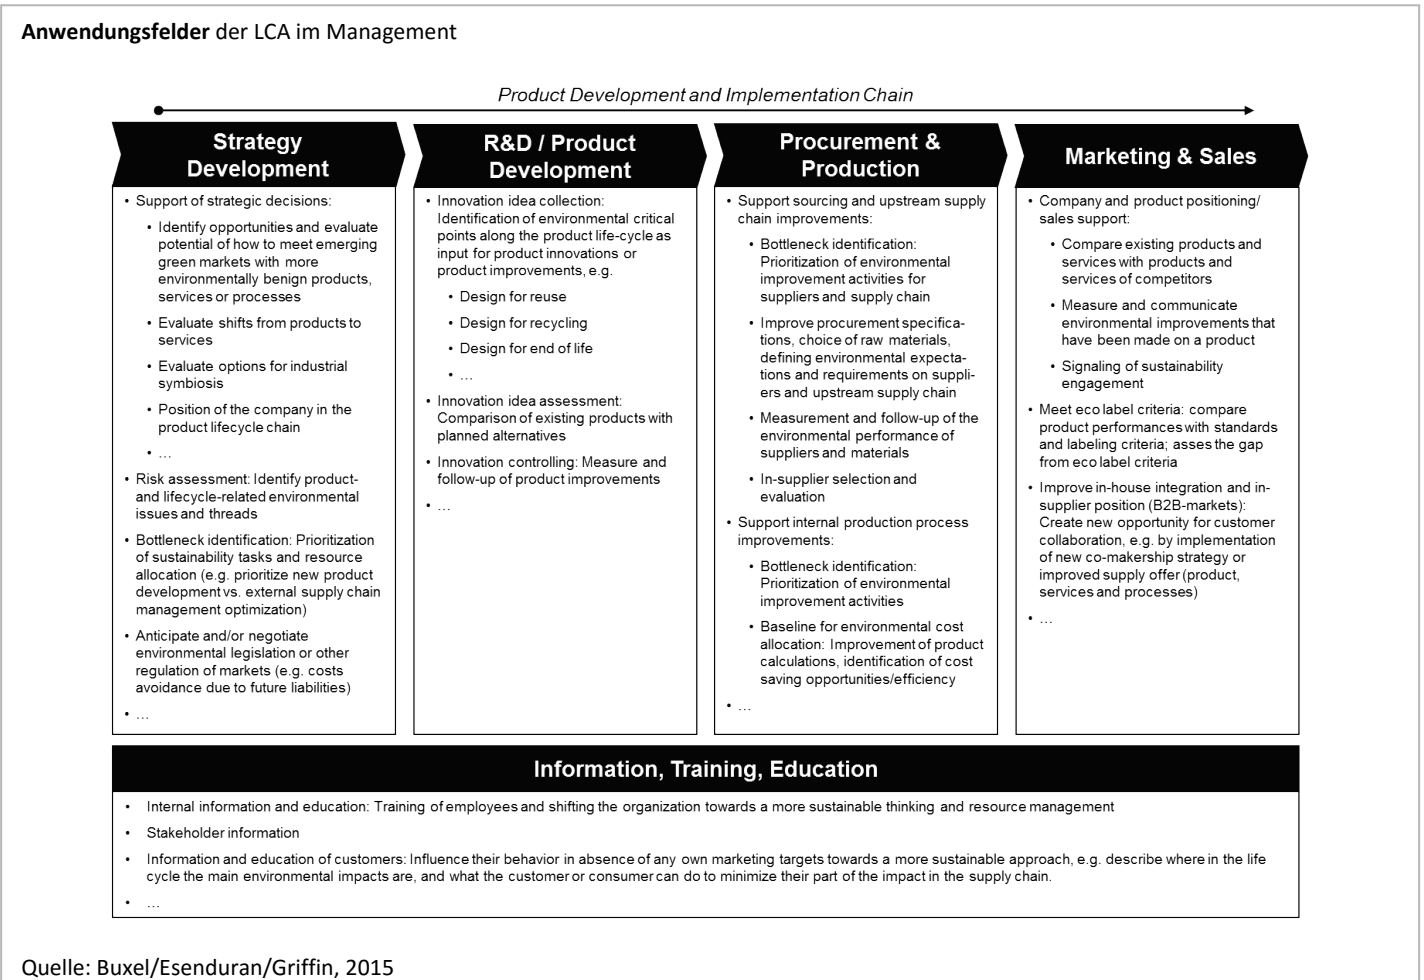 Anwendungsfelder der LCA im Management
Product Development and Implementation Chain
Strategy
Development
• Support of strategic decisions:
• Identify opportunities and evaluate
potential of how to meet emerging
green markets with more
environmentally benign products,
services or processes
• Evaluate shifts from products to
services
• Evaluate options for industrial
symbiosis
• Position of the company in the
product lifecycle chain
• …
• Risk assessment: Identify product-
and lifecycle-related environmental
issues and threads
• Bottleneck identification: Prioritization
of sustainability tasks and resource
allocation (e.g. prioritize new product
development vs. external supply chain
management optimization)
• Anticipate and/or negotiate
environmental legislation or other
regulation of markets (e.g. costs
avoidance due to future liabilities)
• …
R&D / Product
Development
• Innovation idea collection:
Identification of environmental critical
points along the product life-cycle as
input for product innovations or
product improvements, e.g.
• Design for reuse
• Design for recycling
• Design for end of life
• …
• Innovation idea assessment:
Comparison of existing products with
planned alternatives
• Innovation controlling: Measure and
follow-up of product improvements
• …
Procurement &
Production
• Support sourcing and upstream supply
chain improvements:
• Bottleneck identification:
Prioritization of environmental
improvement activities for
suppliers and supply chain
• Improve procurement specifica-
tions, choice of raw materials,
defining environmental expecta-
tions and requirements on suppli-
ers and upstream supply chain
• Measurement and follow-up of the
environmental performance of
suppliers and materials
• In-supplier selection and
evaluation
• Support internal production process
improvements:
• Bottleneck identification:
Prioritization of environmental
improvement activities
• Baseline for environmental cost
allocation: Improvement of product
calculations, identification of cost
saving opportunities/efficiency
• …
Marketing & Sales
• Company and product positioning/
sales support:
• Compare existing products and
services with products and
services of competitors
• Measure and communicate
environmental improvements that
have been made on a product
• Signaling of sustainability
engagement
• Meet eco label criteria: compare
product performances with standards
and labeling criteria; asses the gap
from eco label criteria
• Improve in-house integration and in-
supplier position (B2B-markets):
Create new opportunity for customer
collaboration, e.g. by implementation
of new co-makership strategy or
improved supply offer (product,
services and processes)
• …
Information, Training, Education
• Internal information and education: Training of employees and shifting the organization towards a more sustainable thinking and resource management
• Stakeholder information
• Information and education of customers: Influence their behavior in absence of any own marketing targets towards a more sustainable approach, e.g. describe where in the life
cycle the main environmental impacts are, and what the customer or consumer can do to minimize their part of the impact in the supply chain.
• …
Quelle: Buxel/Esenduran/Griffin, 2015